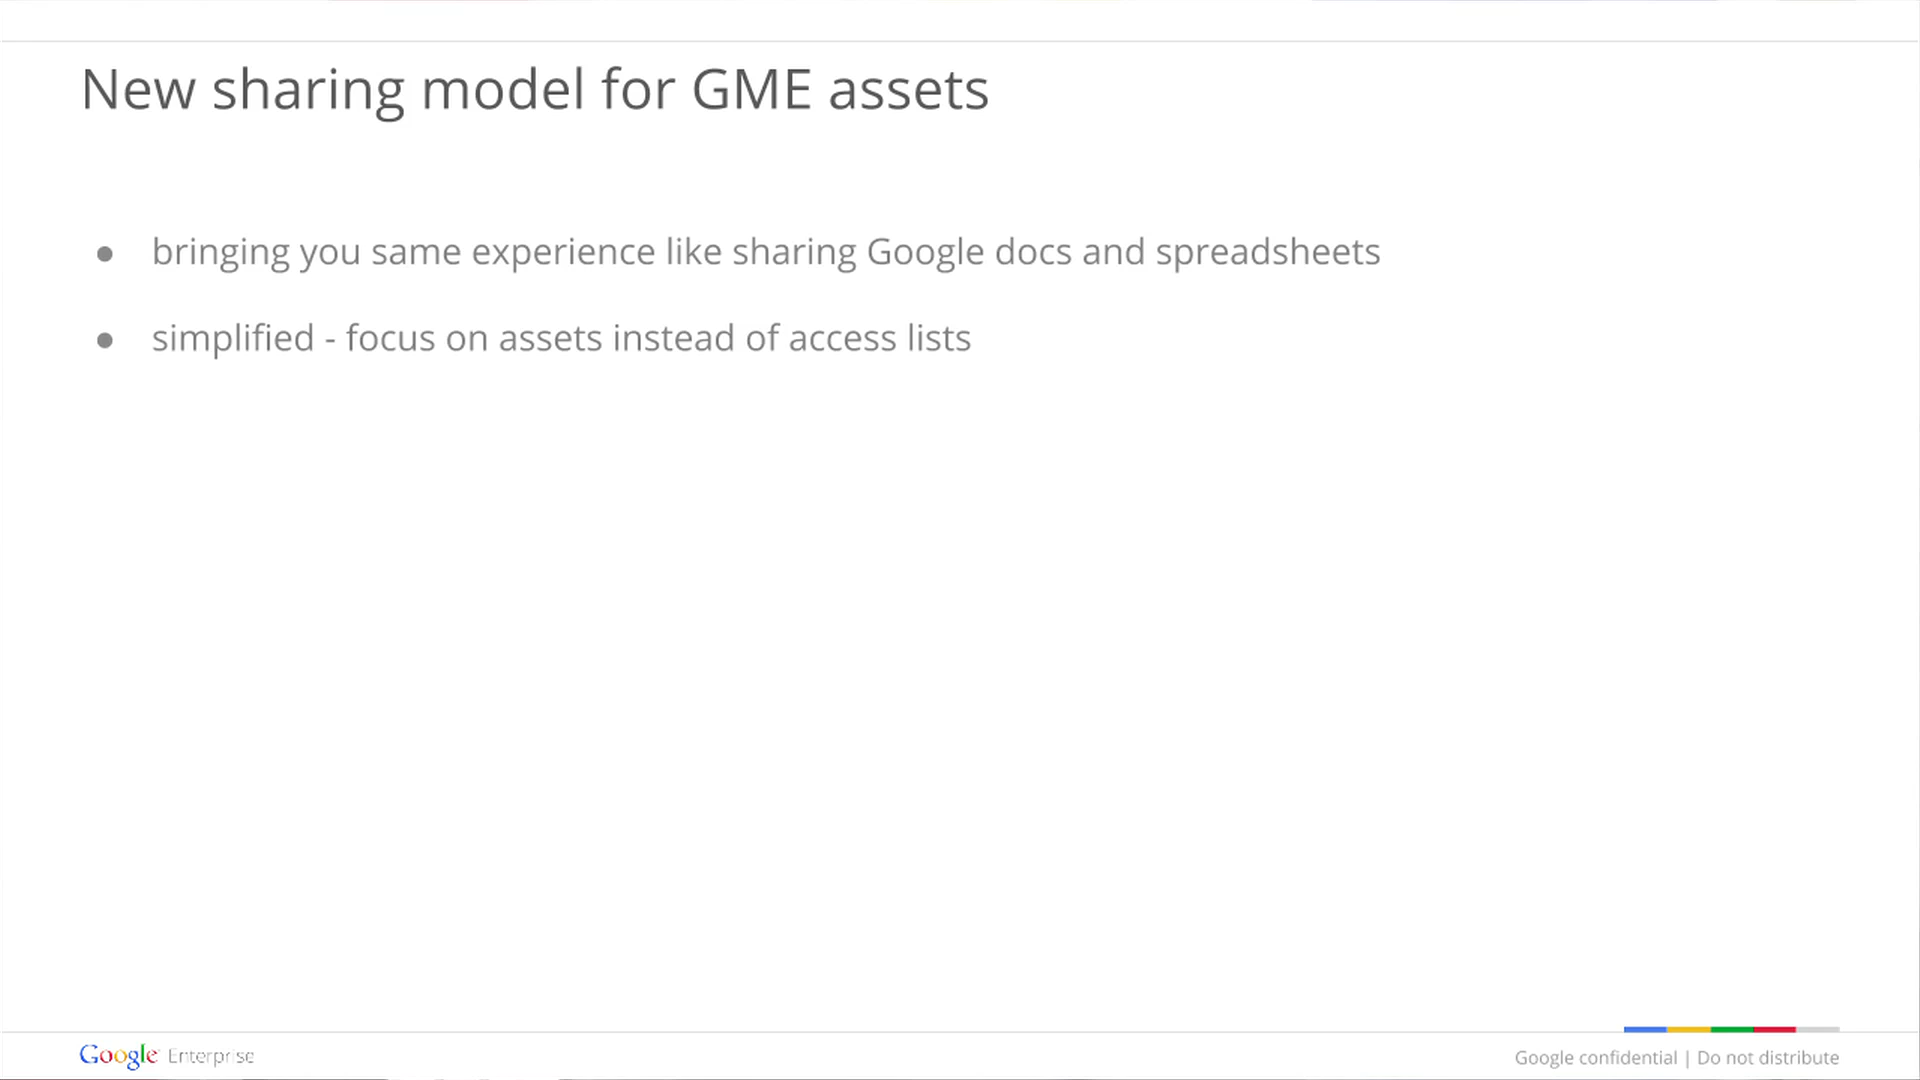 New sharing model for GME assets
● bringing you same experience like sharing Google docs and spreadsheets
● simplified - focus on assets instead of access lists
Google Enterprise
Google confidential | Do not distribute